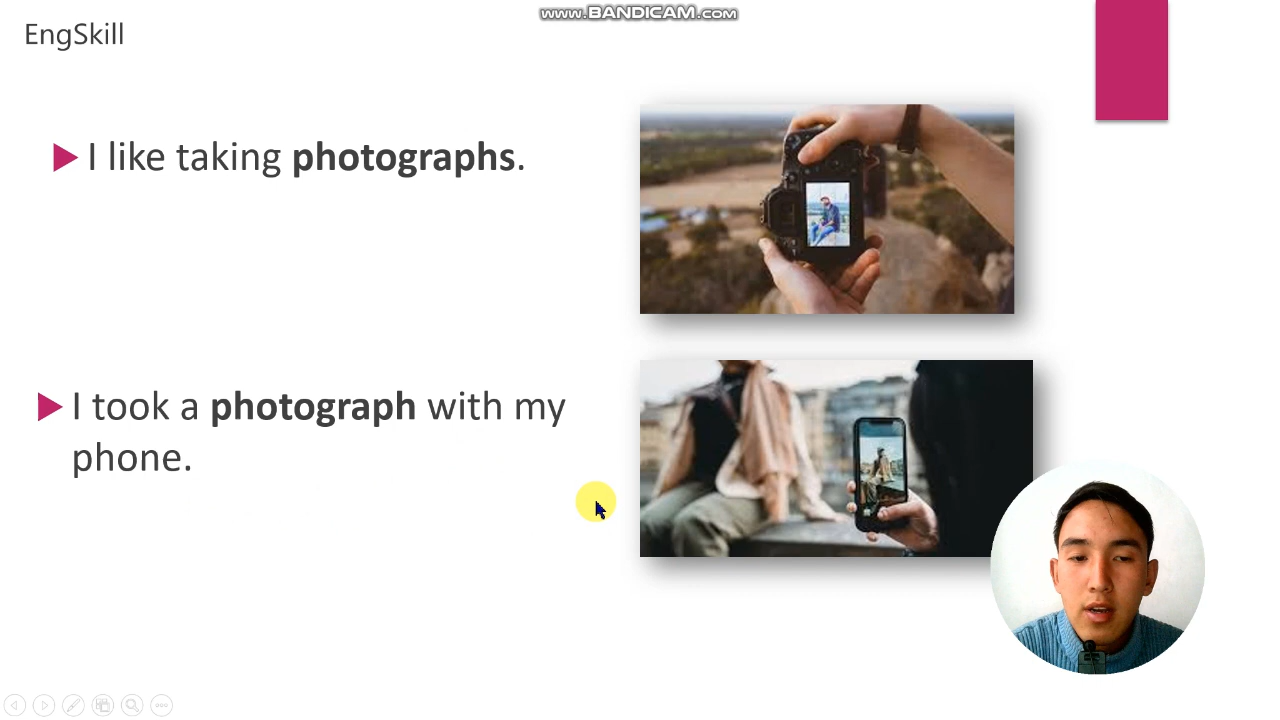 www.BANDICAM.com
EngSkill
I like taking photographs.
I took a photograph with my
phone.